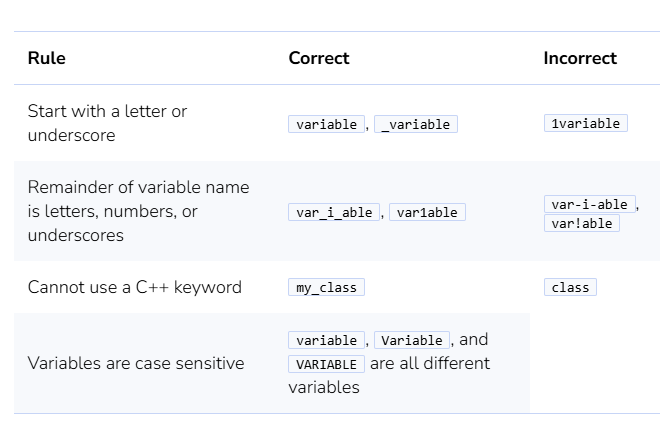 Rule Correct Incorrect
Start with a letter or
underscore
variable, _variable
1variable
Remainder of variable name
is letters, numbers, or
underscores
var_i_able, var1able
var-i-able,
var!able
Cannot use a C++ keyword
my_class
class
Variables are case sensitive
variable, Variable, and
VARIABLE are all different
variables